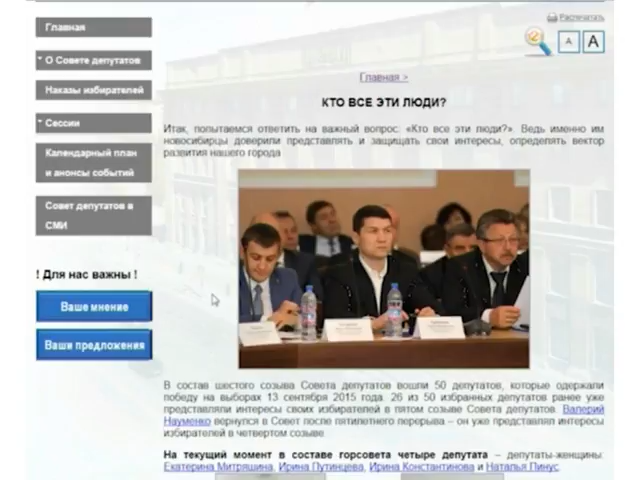 Главная
О Совете депутатов
Наказы избирателей
Сессии
Календарный план
и анонсы событий
Совет депутатов в
СМИ
! Для нас важны !
Ваше мнение
Ваши предложения
Распечатать
A A
Главная >
КТО ВСЕ ЭТИ ЛЮДИ?
Итак, попытаемся ответить на важный вопрос: «Кто все эти люди?». Ведь именно им
новосибирцы доверили представлять и защищать свои интересы, определять вектор
развития нашего города
В состав шестого созыва Совета депутатов вошли 50 депутатов, которые одержали
победу на выборах 13 сентября 2015 года. 26 из 50 избранных депутатов ранее уже
представляли интересы своих избирателей в пятом созыве Совета депутатов. Валерий
Науменко вернулся в Совет после пятилетнего перерыва – он уже представлял интересы
избирателей в четвертом созыве.
На текущий момент в составе горсовета четыре депутата – депутаты-женщины:
Екатерина Митряшина, Ирина Путинцева, Ирина Константинова и Наталья Пинус.